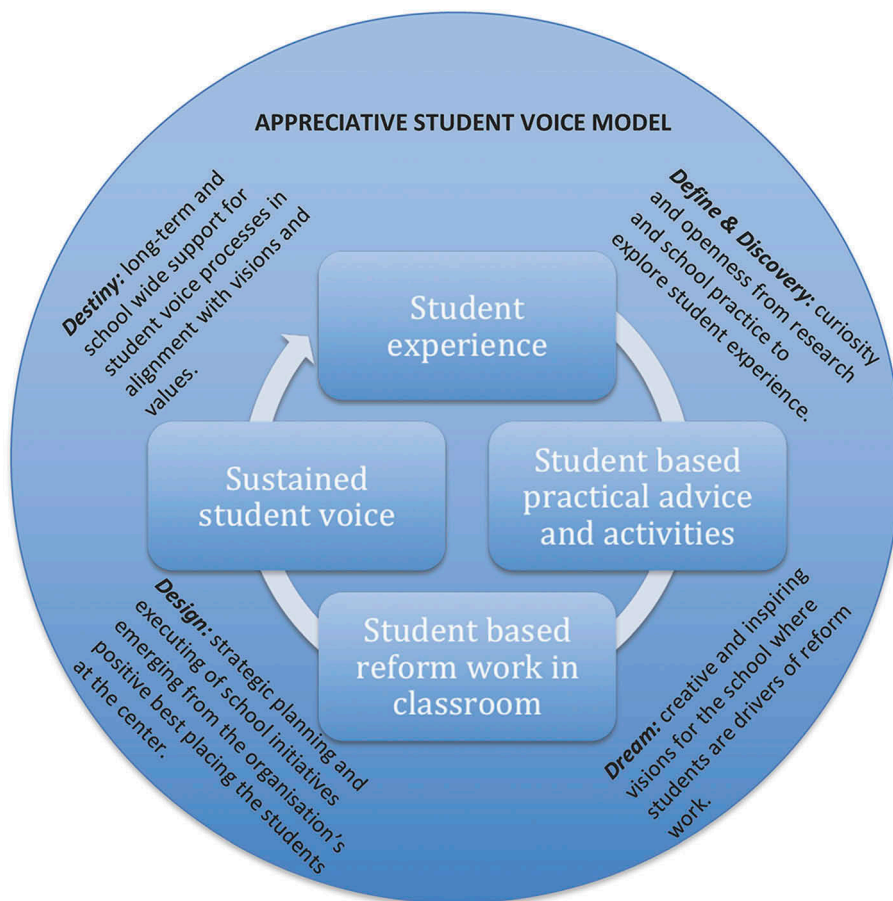 APPRECIATIVE STUDENT VOICE MODEL
Destiny: long-term and
school wide support for
student voice processes in
alignment with visions and
values.
Define & Discovery: curiosity
and openness from research
and school practice to
explore student experience.
Student
experience
Sustained
student voice
Student based
practical advice
and activities
Student based
reform work in
classroom
Design: strategic planning and
executing of school initiatives
emerging from the organisation's
positive best placing the students
at the center.
Dream: creative and inspiring
visions for the school where
students are drivers of reform
work.